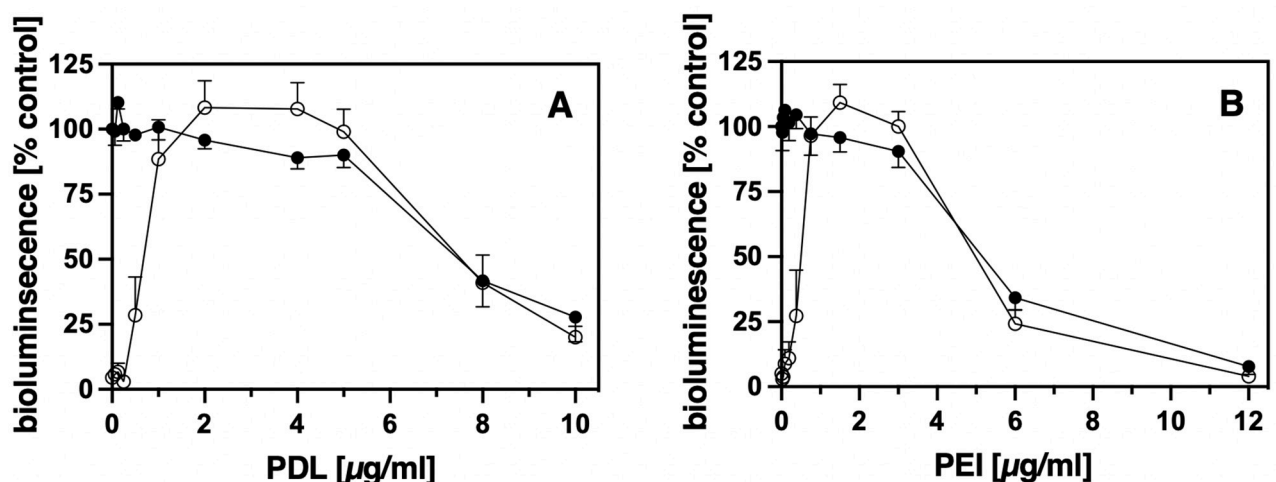 bioluminsecence [% control]
125
100
75
50
25
0
A
0 2 4 6 8 10
PDL [µg/ml]
bioluminescence [% control]
125
100
75
50
25
0
B
0 2 4 6 8 10 12
PEI [µg/ml]